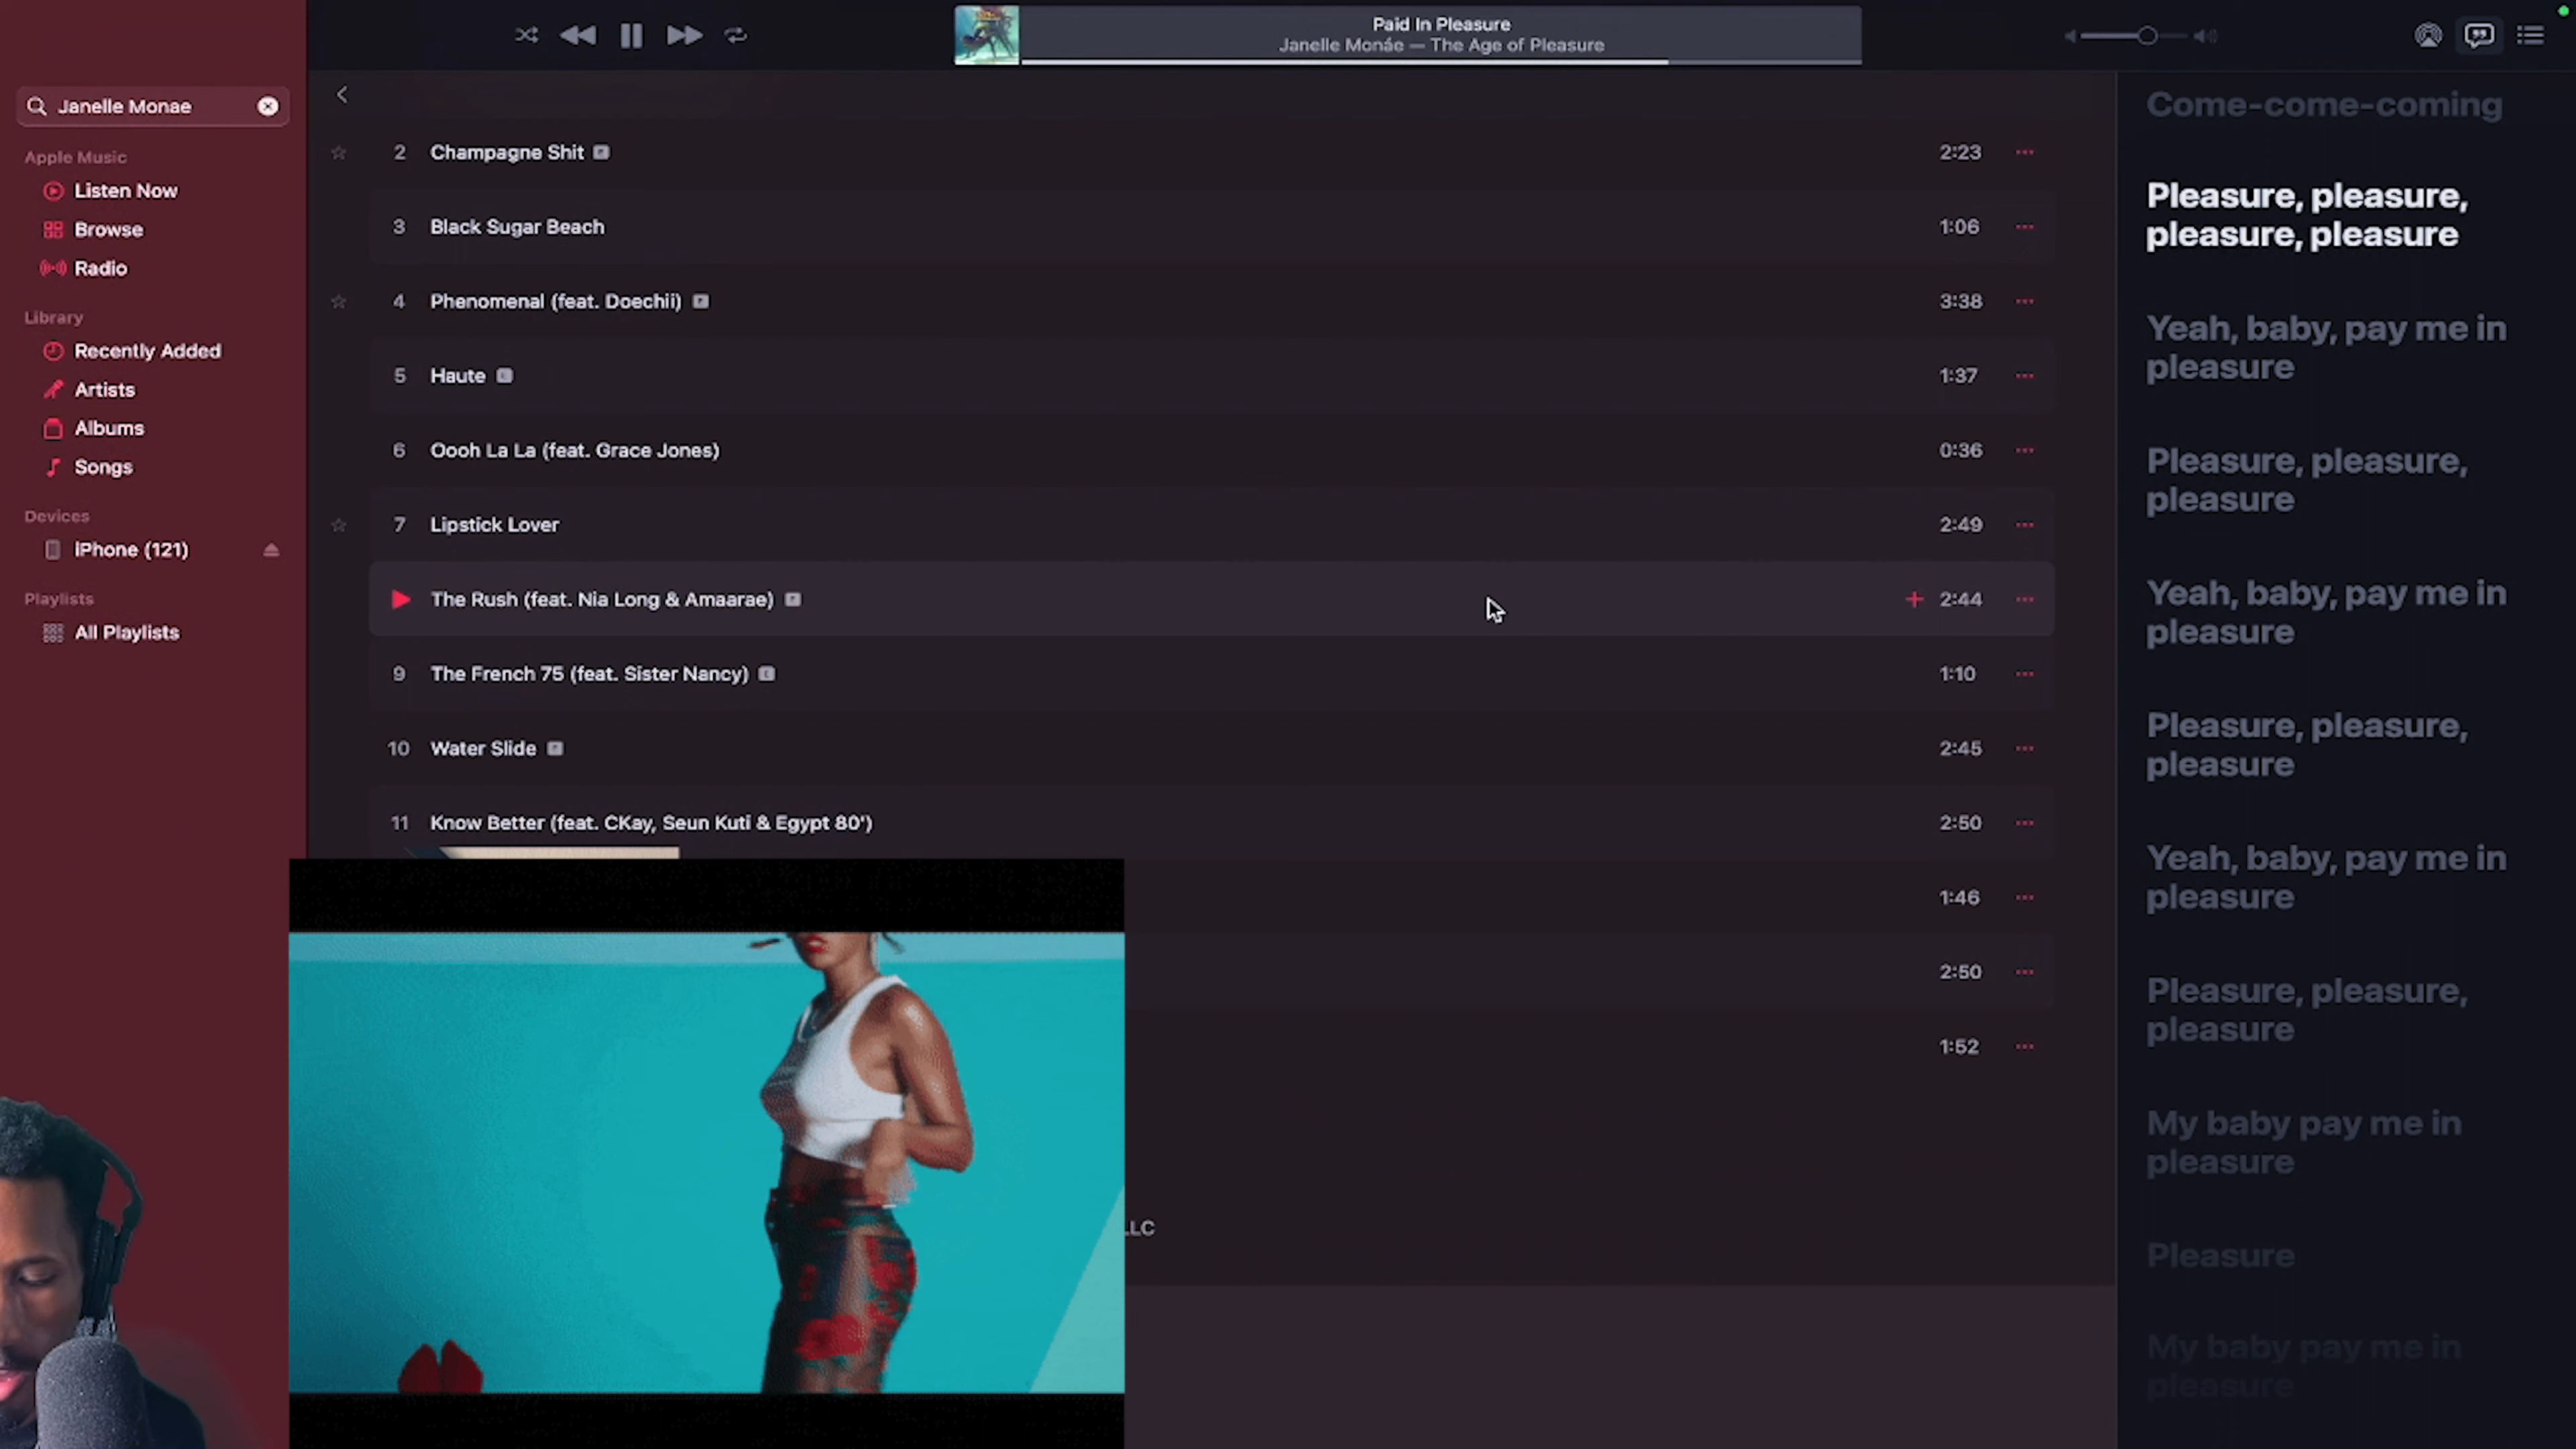 Paid In Pleasure
Janelle Monáe — The Age of Pleasure
Janelle Monae
Apple Music
Listen Now
Browse
Radio
Library
Recently Added
Artists
Albums
Songs
Devices
iPhone (121)
Playlists
All Playlists
2 Champagne Shit 2:23
3 Black Sugar Beach 1:06
4 Phenomenal (feat. Doechii) 3:38
5 Haute 1:37
6 Oooh La La (feat. Grace Jones) 0:36
7 Lipstick Lover 2:49
The Rush (feat. Nia Long & Amaarae) + 2:44
9 The French 75 (feat. Sister Nancy) 1:10
10 Water Slide 2:45
11 Know Better (feat. CKay, Seun Kuti & Egypt 80') 2:50
1:46
2:50
1:52
LLC
Come-come-coming
Pleasure, pleasure,
pleasure, pleasure
Yeah, baby, pay me in
pleasure
Pleasure, pleasure,
pleasure
Yeah, baby, pay me in
pleasure
Pleasure, pleasure,
pleasure
Yeah, baby, pay me in
pleasure
Pleasure, pleasure,
pleasure
My baby pay me in
pleasure
Pleasure
My baby pay me in
pleasure